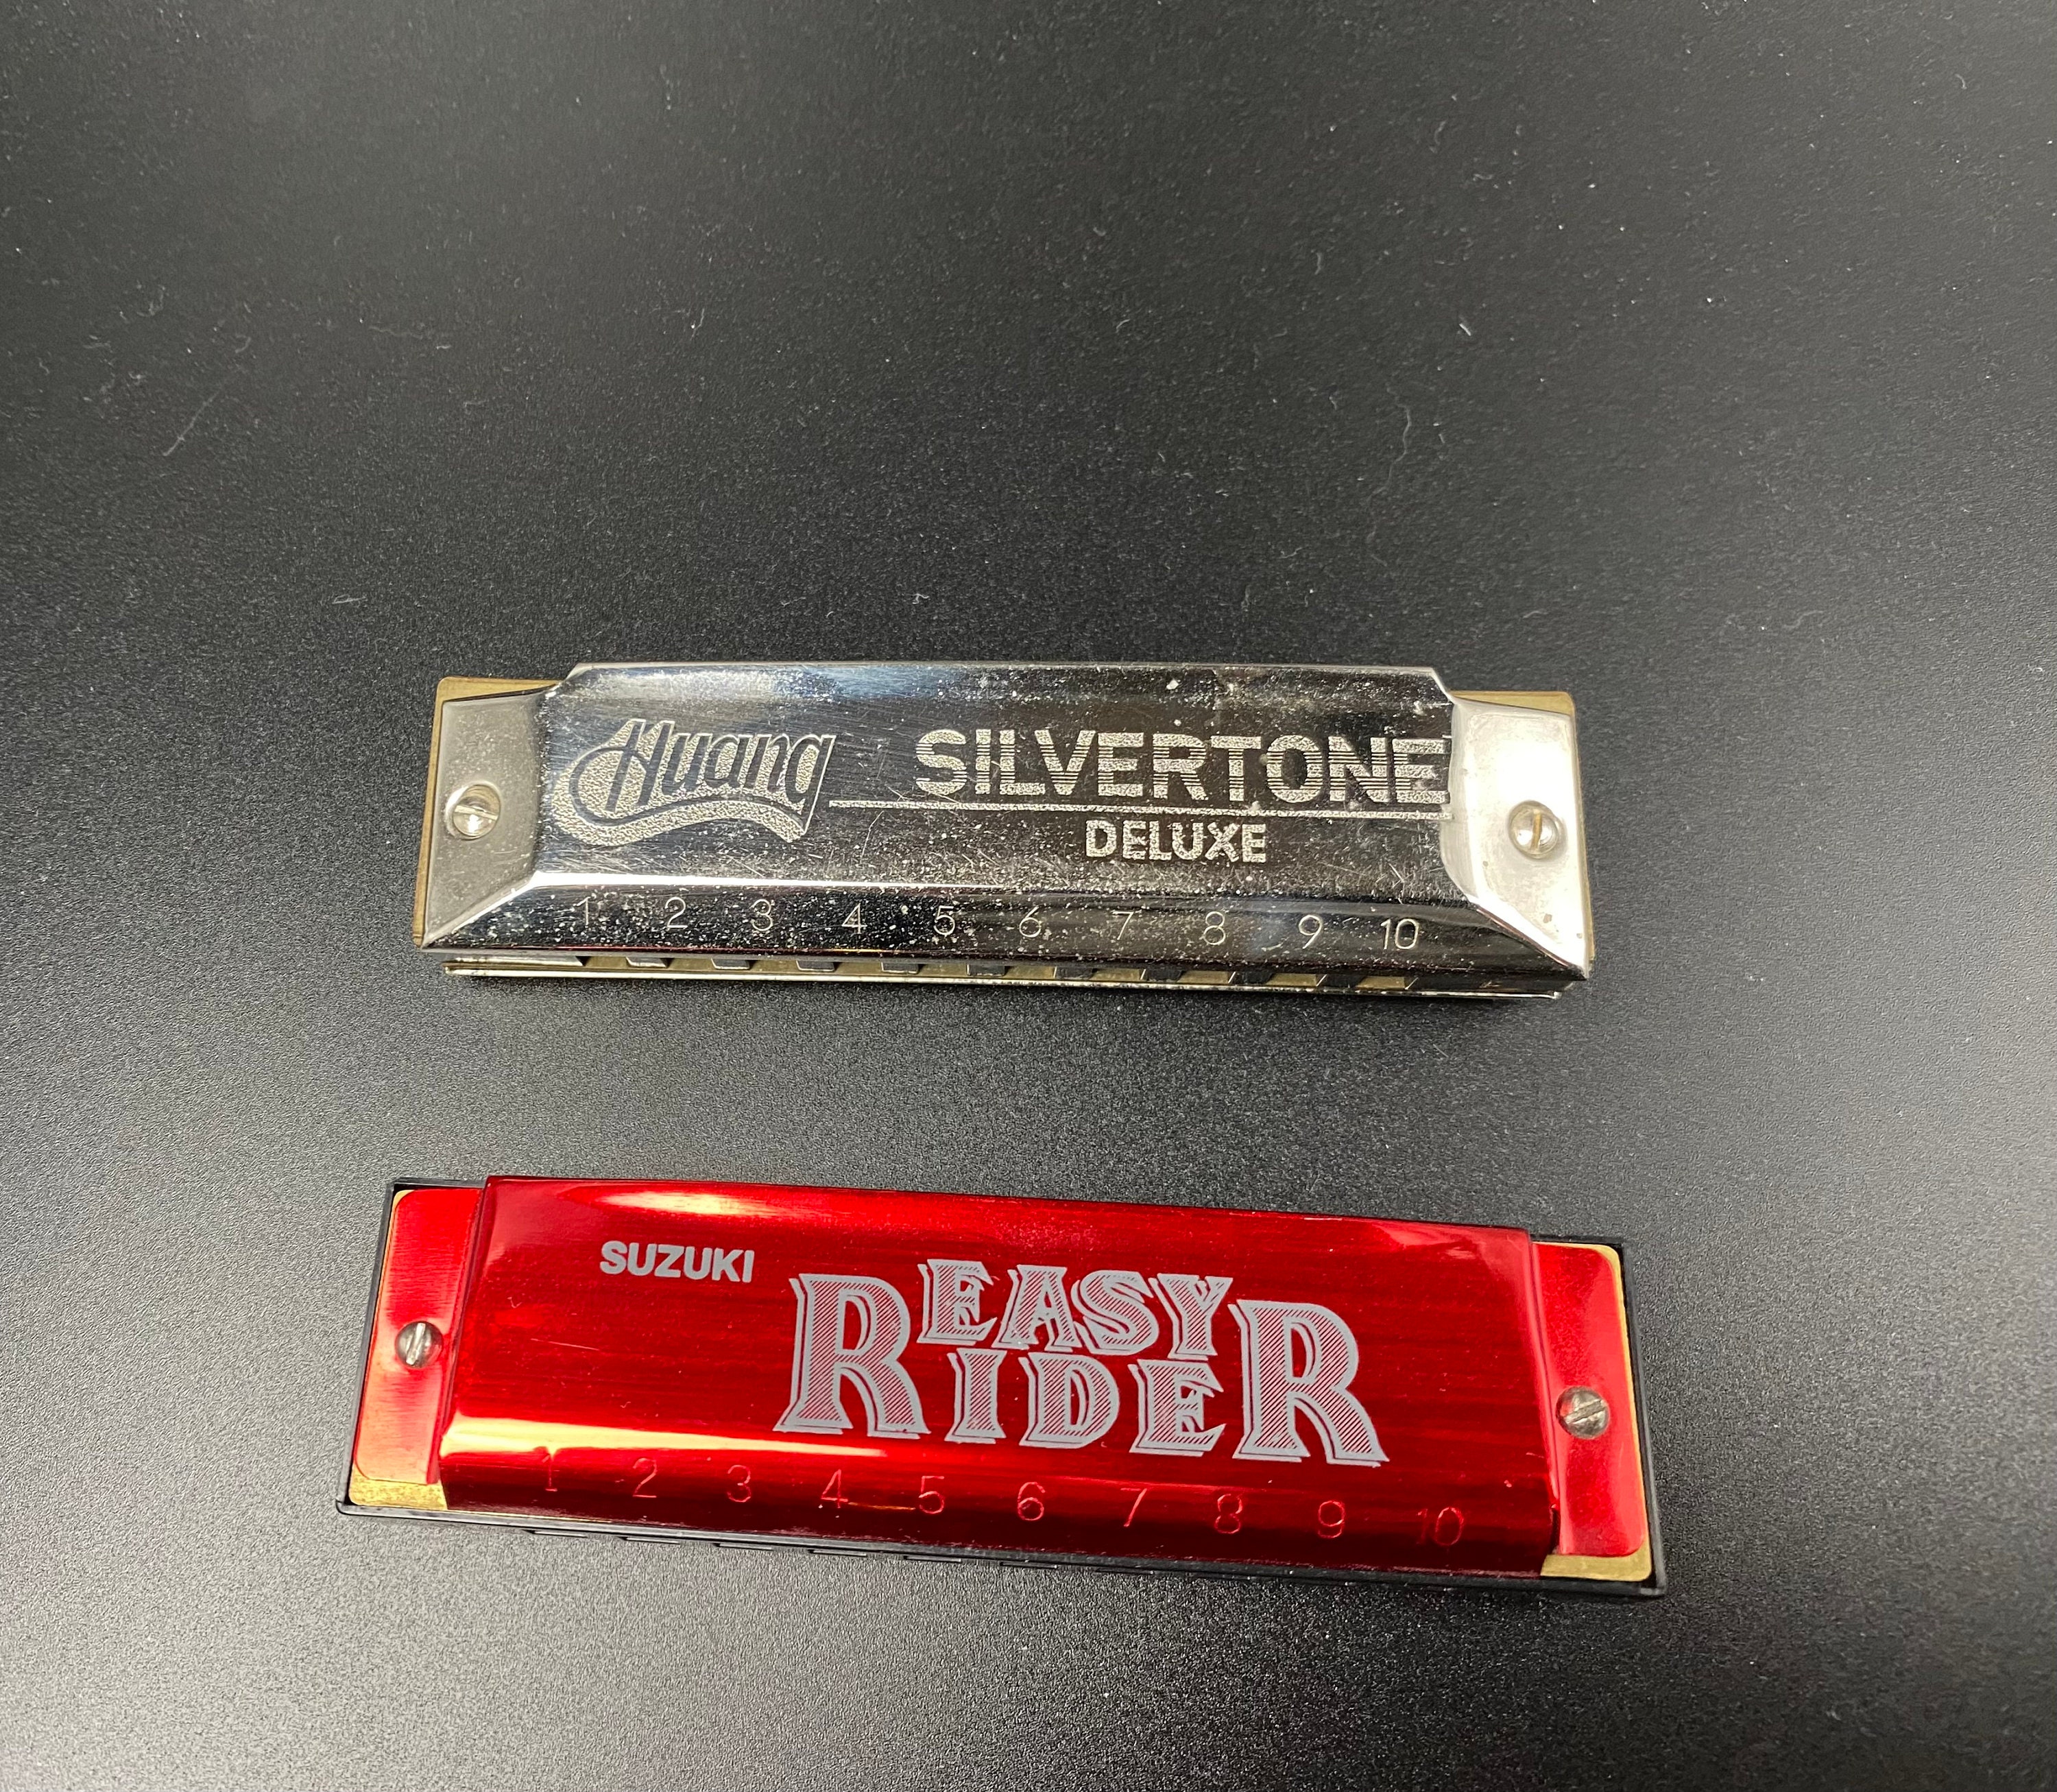 Huang SILVERTONE
DELUXE
1 2 3 4 5 6 7 8 9 10
SUZUKI
EASY
RIDER
1 2 3 4 5 6 7 8 9 10